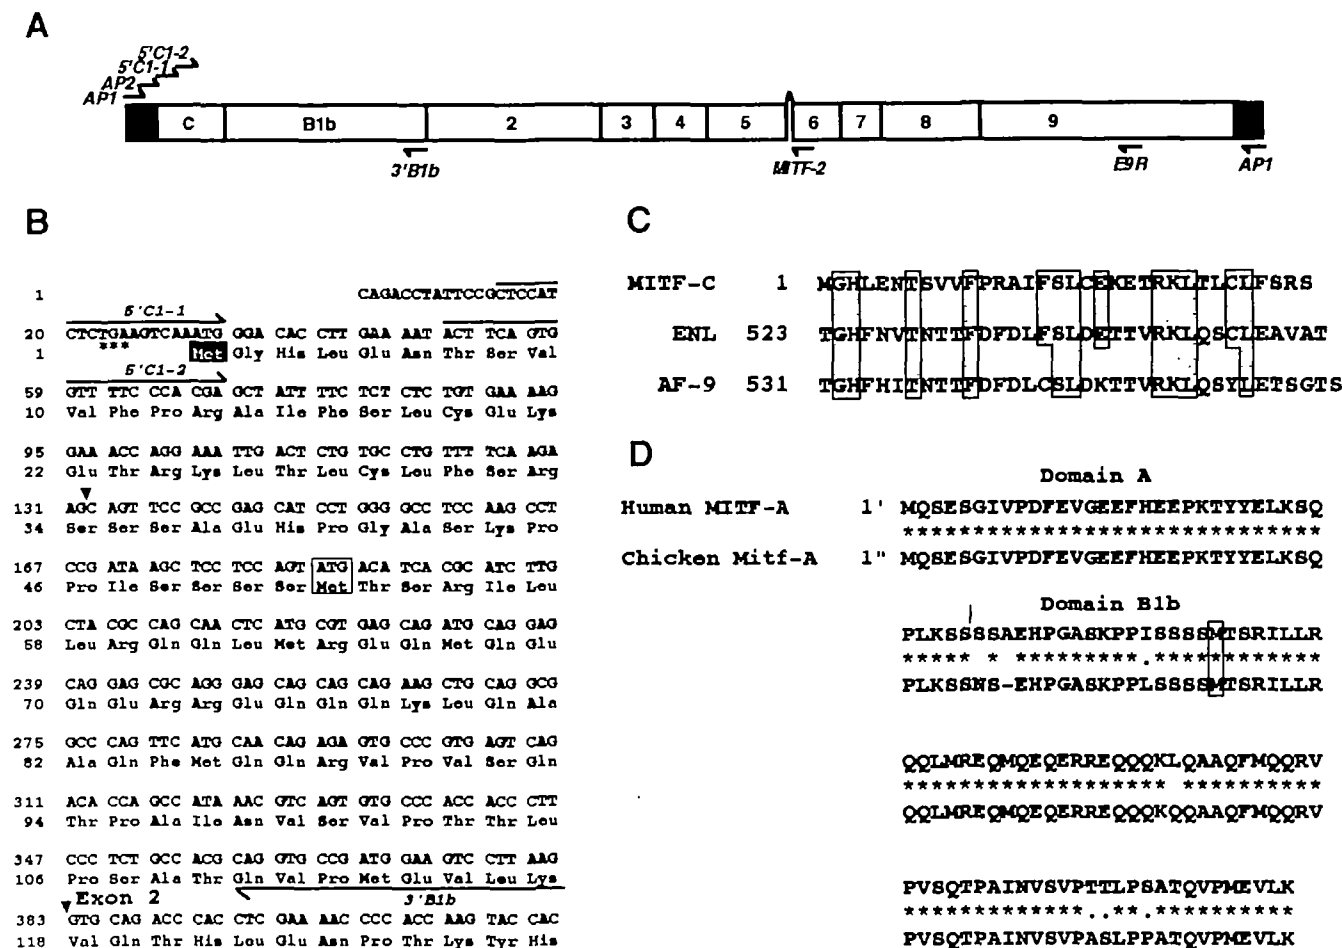 A
5'C1-2
5'C1-1
AP2
AP1
C B1b 2 3 4 5 6 7 8 9
3'B1b MITF-2 E9R AP1
B
1 CAGACCTATTCCGCTCCAT
5'C1-1
20 CTCTGAAGTCAAATG GGA CAC CTT GAA AAT ACT TCA GTG
***
1 Met Gly His Leu Glu Asn Thr Ser Val
5'C1-2
59 GTT TTC CCA CGA GCT ATT TTC TCT CTC TGT GAA AAG
10 Val Phe Pro Arg Ala Ile Phe Ser Leu Cys Glu Lys
95 GAA ACC AGG AAA TTG ACT CTG TGC CTG TTT TCA AGA
22 Glu Thr Arg Lys Leu Thr Leu Cys Leu Phe Ser Arg
131 AGC AGT TCC GCC GAG CAT CCT GGG GCC TCC AAG CCT
34 Ser Ser Ser Ala Glu His Pro Gly Ala Ser Lys Pro
167 CCG ATA AGC TCC TCC AGT ATG ACA TCA CGC ATC TTG
46 Pro Ile Ser Ser Ser Ser Met Thr Ser Arg Ile Leu
203 CTA CGC CAG CAA CTC ATG CGT GAG CAG ATG CAG GAG
58 Leu Arg Gln Gln Leu Met Arg Glu Gln Met Gln Glu
239 CAG GAG CGC AGG GAG CAG CAG CAG AAG CTG CAG GCG
70 Gln Glu Arg Arg Glu Gln Gln Gln Lys Leu Gln Ala
275 GCC CAG TTC ATG CAA CAG AGA GTG CCC GTG AGT CAG
82 Ala Gln Phe Met Gln Gln Arg Val Pro Val Ser Gln
311 ACA CCA GCC ATA AAC GTC AGT GTG CCC ACC ACC CTT
94 Thr Pro Ala Ile Asn Val Ser Val Pro Thr Thr Leu
347 CCC TCT GCC ACG CAG GTG CCG ATG GAA GTC CTT AAG
106 Pro Ser Ala Thr Gln Val Pro Met Glu Val Leu Lys
Exon 2 3'B1b
383 GTG CAG ACC CAC CTC GAA AAC CCC ACC AAG TAC CAC
118 Val Gln Thr His Leu Glu Asn Pro Thr Lys Tyr His
C
MITF-C 1 MGHLENTSVVFPRAIFSLCEKETRKLTLCLFSRS
ENL 523 TGHFNVTNTTFDFDLFSLDETTVRKLQSCLEAVAT
AF-9 531 TGHFHITNTTFDFDLCSLDKTTVRKLQSYLETSGTS
D
Domain A
Human MITF-A 1' MQSESGIVPDFEVGEEFHEEPKTYYELKSQ
******************************
Chicken Mitf-A 1" MQSESGIVPDFEVGEEFHEEPKTYYELKSQ
Domain B1b
PLKSSSSAEHPGASKPPISSSSMTSRILLR
***** * *********.************
PLKSSNS-EHPGASKPPLSSSSMTSRILLR
QQLMREQMQEQERREQQQKLQAAQFMQQRV
******************* **********
QQLMREQMQEQERREQQQKQQAAQFMQQRV
PVSQTPAINVSVPTTLPSATQVPMEVLK
*************..**.**********
PVSQTPAINVSVPASLPPATQVPMEVLK